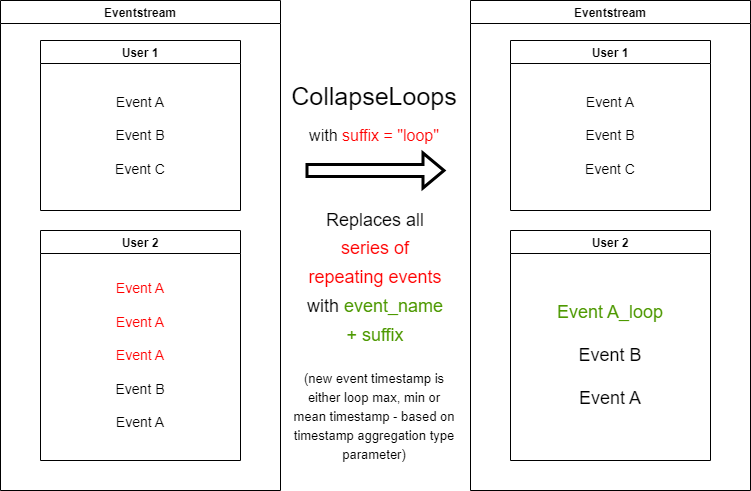 Eventstream
User 1
Event A
Event B
Event C
User 2
Event A
Event A
Event A
Event B
Event A
CollapseLoops
with suffix = "loop"
Replaces all
series of
repeating events
with event_name
+ suffix
(new event timestamp is
either loop max, min or
mean timestamp - based on
timestamp aggregation type
parameter)
Eventstream
User 1
Event A
Event B
Event C
User 2
Event A_loop
Event B
Event A